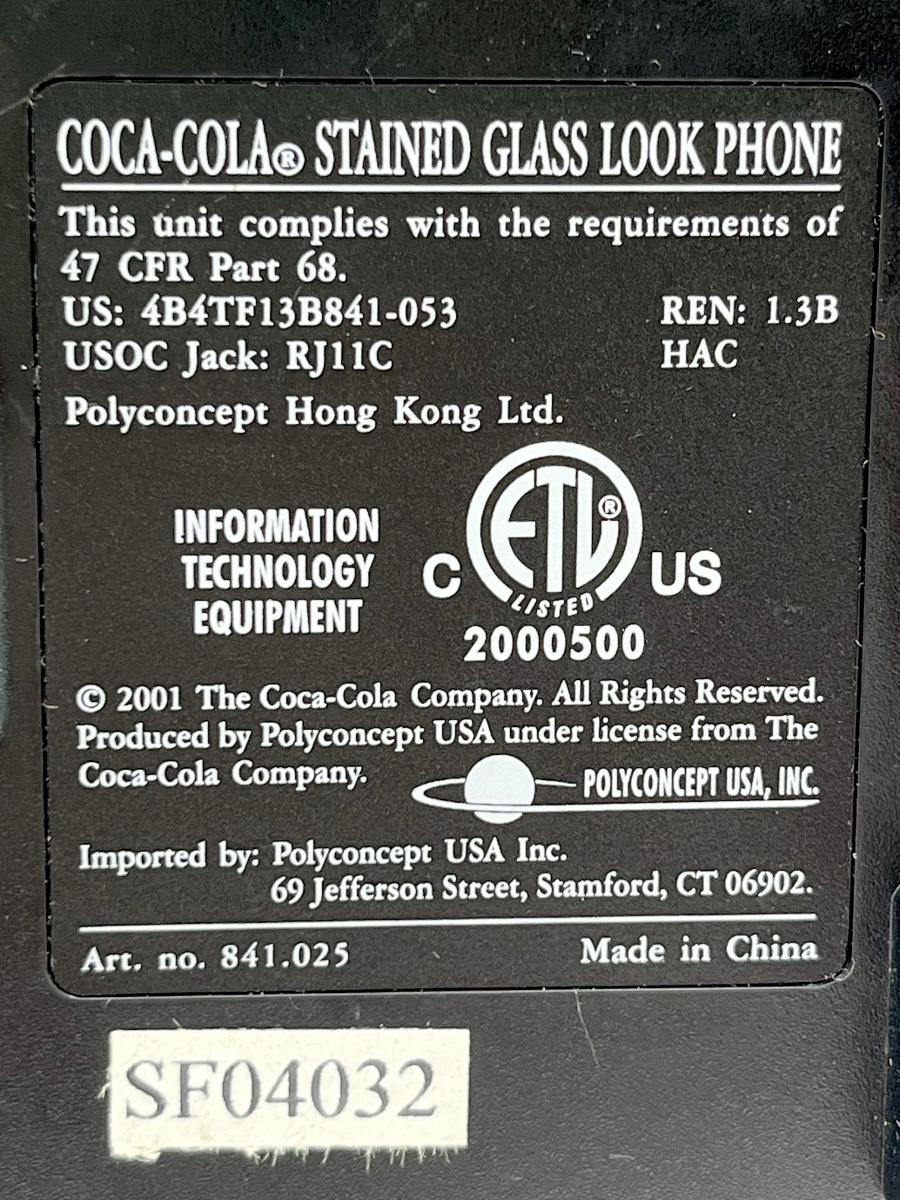 COCA-COLA® STAINED GLASS LOOK PHONE
This unit complies with the requirements of
47 CFR Part 68.
US: 4B4TF13B841-053 REN: 1.3B
USOC Jack: RJ11C HAC
Polyconcept Hong Kong Ltd.
INFORMATION
TECHNOLOGY
EQUIPMENT
C ETL® US
LISTED
2000500
© 2001 The Coca-Cola Company. All Rights Reserved.
Produced by Polyconcept USA under license from The
Coca-Cola Company.
POLYCONCEPT USA, INC.
Imported by: Polyconcept USA Inc.
69 Jefferson Street, Stamford, CT 06902.
Art. no. 841.025 Made in China
SF04032